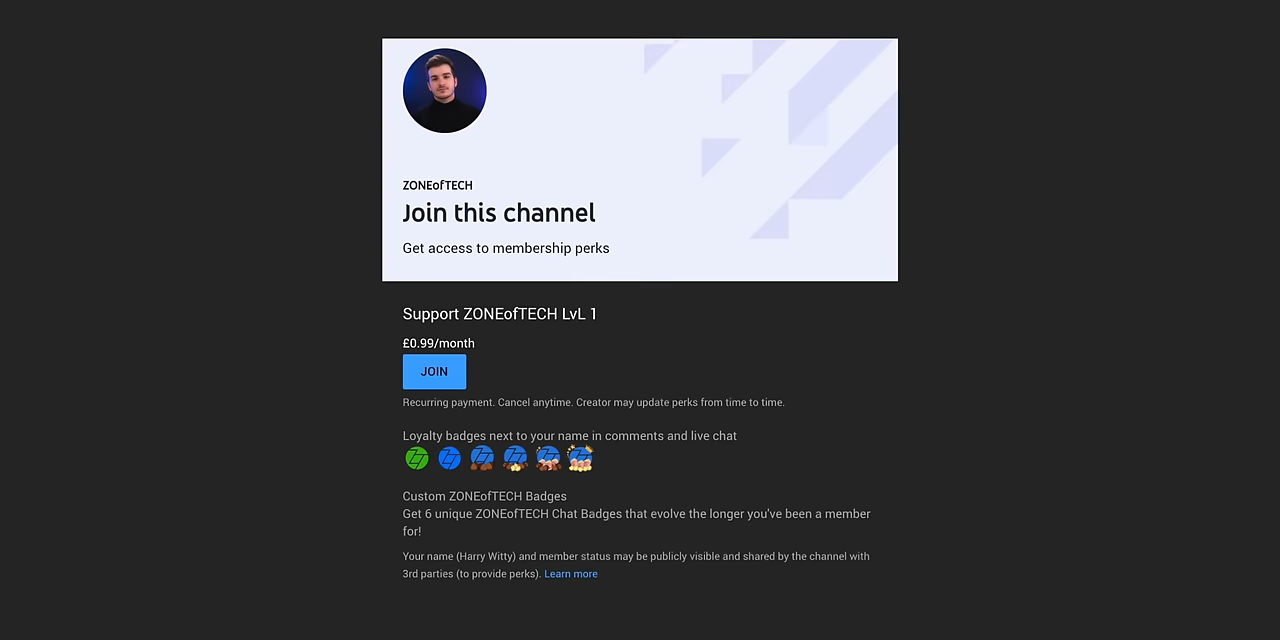 ZONEofTECH
Join this channel
Get access to membership perks
Support ZONEofTECH LvL 1
£0.99/month
JOIN
Recurring payment. Cancel anytime. Creator may update perks from time to time.
Loyalty badges next to your name in comments and live chat
Custom ZONEofTECH Badges
Get 6 unique ZONEofTECH Chat Badges that evolve the longer you've been a member
for!
Your name (Harry Witty) and member status may be publicly visible and shared by the channel with
3rd parties (to provide perks). Learn more